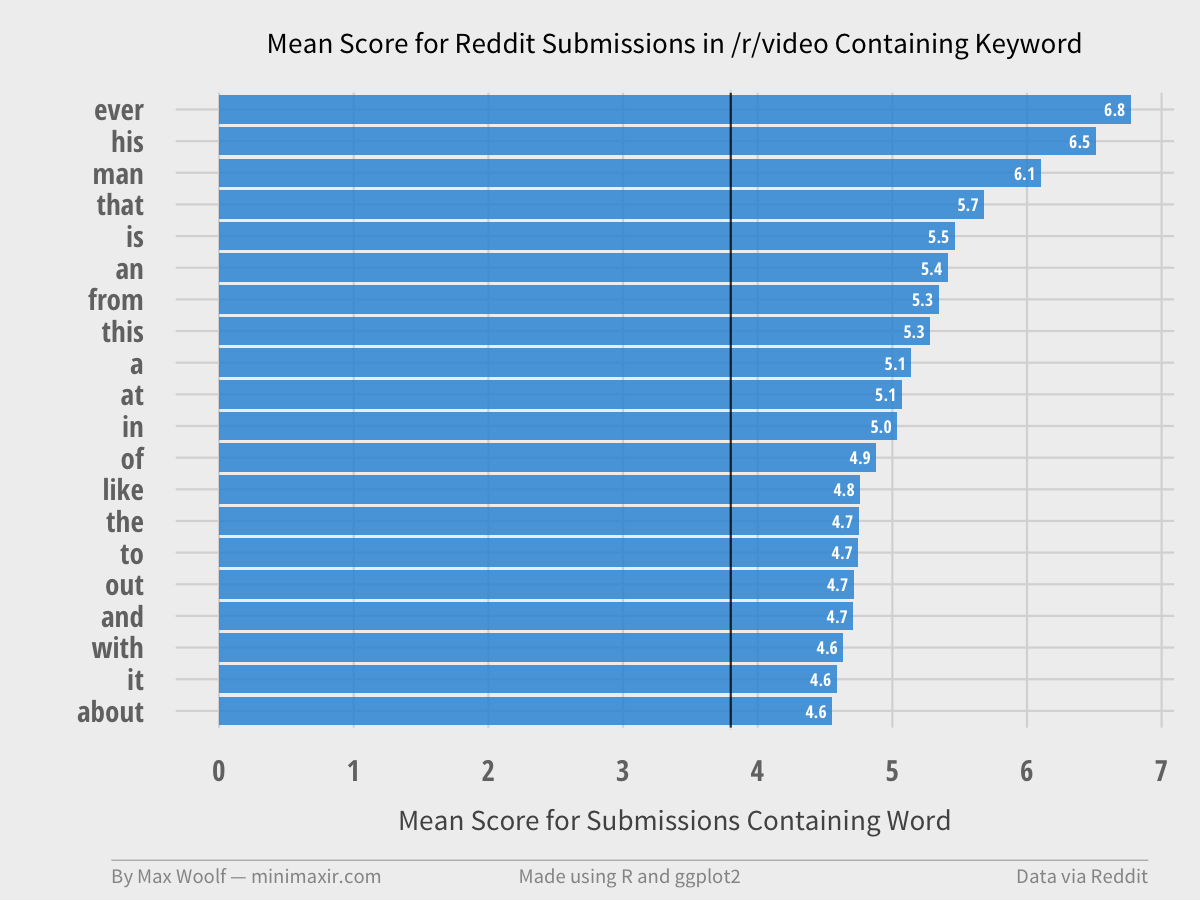 Mean Score for Reddit Submissions in /r/video Containing Keyword
ever 6.8
his 6.5
man 6.1
that 5.7
is 5.5
an 5.4
from 5.3
this 5.3
a 5.1
at 5.1
in 5.0
of 4.9
like 4.8
the 4.7
to 4.7
out 4.7
and 4.7
with 4.6
it 4.6
about 4.6
0 1 2 3 4 5 6 7
Mean Score for Submissions Containing Word
By Max Woolf — minimaxir.com Made using R and ggplot2 Data via Reddit